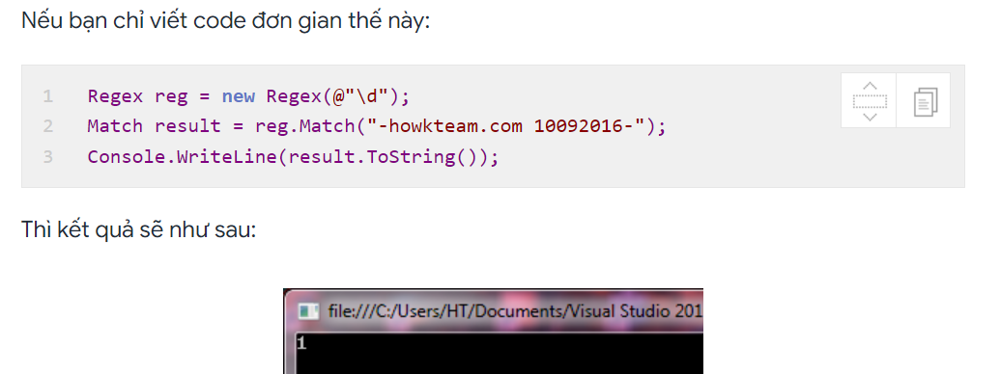 Nếu bạn chỉ viết code đơn gian thế này:
1 Regex reg = new Regex(@"\d");
2 Match result = reg.Match("-howkteam.com 10092016-");
3 Console.WriteLine(result.ToString());
Thì kết quả sẽ như sau:
file:///C:/Users/HT/Documents/Visual Studio 201
1